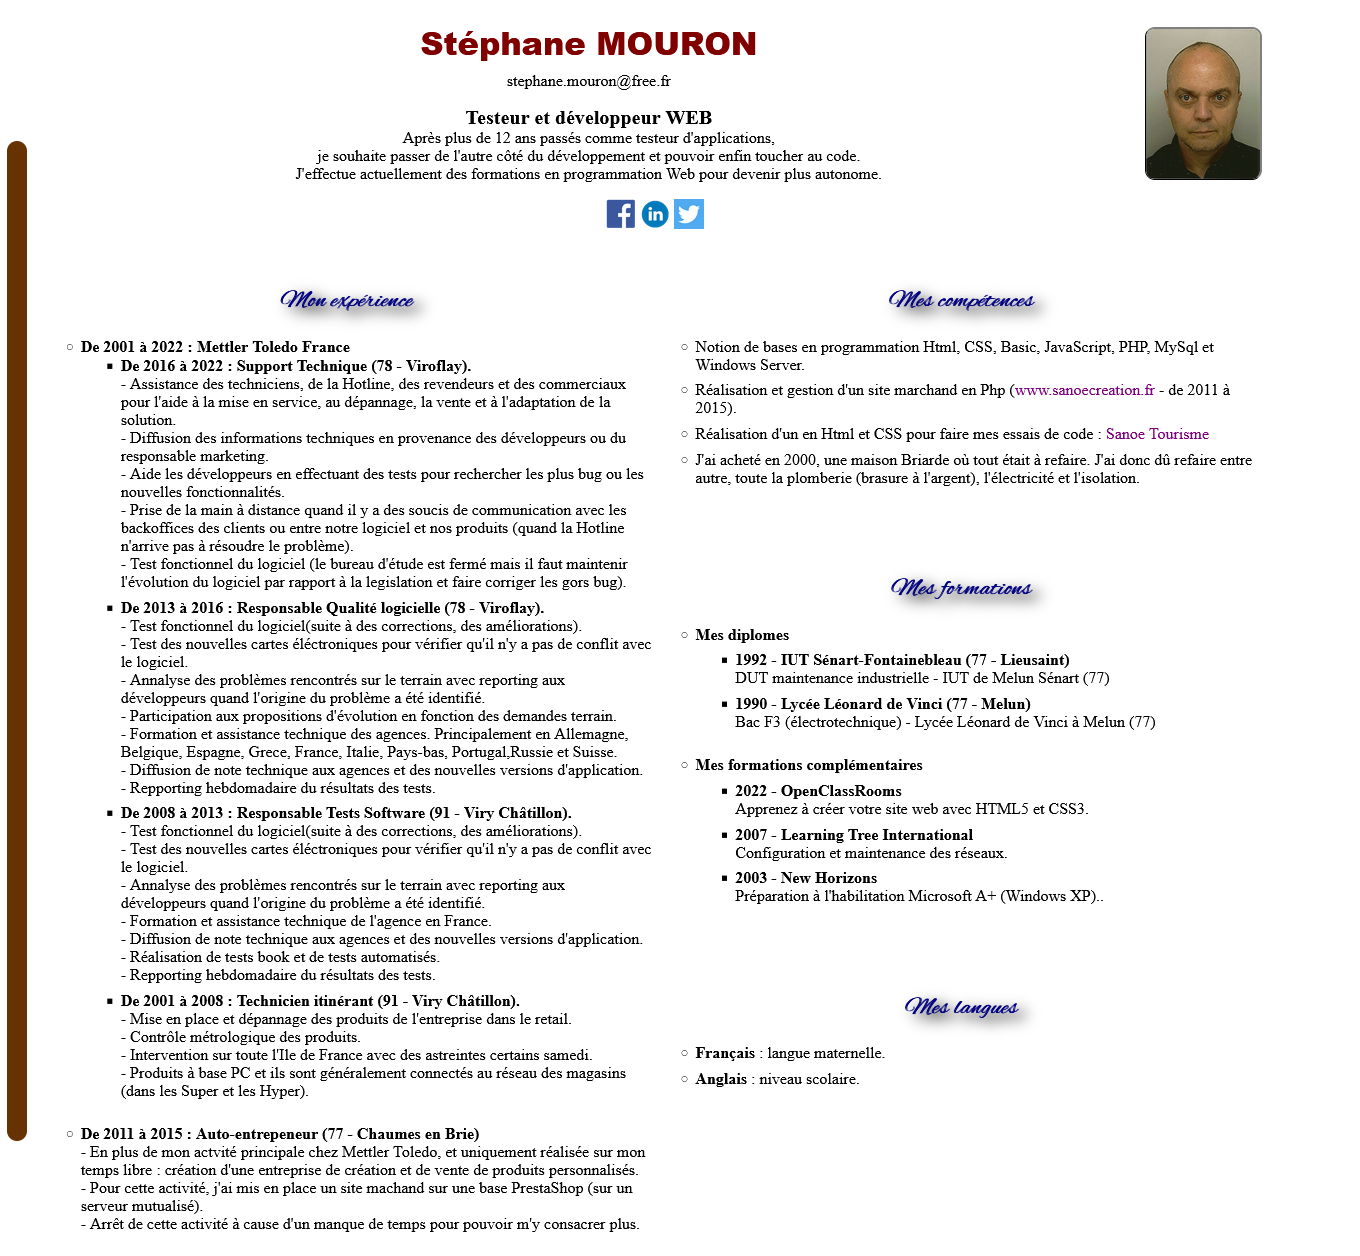 Stéphane MOURON
stephane.mouron@free.fr
Testeur et développeur WEB
Après plus de 12 ans passés comme testeur d'applications,
je souhaite passer de l'autre côté du développement et pouvoir enfin toucher au code.
J'effectue actuellement des formations en programmation Web pour devenir plus autonome.
Mon expérience
De 2001 à 2022 : Mettler Toledo France
De 2016 à 2022 : Support Technique (78 - Viroflay).
- Assistance des techniciens, de la Hotline, des revendeurs et des commerciaux
pour l'aide à la mise en service, au dépannage, la vente et à l'adaptation de la
solution.
- Diffusion des informations techniques en provenance des développeurs ou du
responsable marketing.
- Aide les développeurs en effectuant des tests pour rechercher les plus bug ou les
nouvelles fonctionnalités.
- Prise de la main à distance quand il y a des soucis de communication avec les
backoffices des clients ou entre notre logiciel et nos produits (quand la Hotline
n'arrive pas à résoudre le problème).
- Test fonctionnel du logiciel (le bureau d'étude est fermé mais il faut maintenir
l'évolution du logiciel par rapport à la legislation et faire corriger les gors bug).
De 2013 à 2016 : Responsable Qualité logicielle (78 - Viroflay).
- Test fonctionnel du logiciel(suite à des corrections, des améliorations).
- Test des nouvelles cartes éléctroniques pour vérifier qu'il n'y a pas de conflit avec
le logiciel.
- Annalyse des problèmes rencontrés sur le terrain avec reporting aux
développeurs quand l'origine du problème a été identifié.
- Participation aux propositions d'évolution en fonction des demandes terrain.
- Formation et assistance technique des agences. Principalement en Allemagne,
Belgique, Espagne, Grece, France, Italie, Pays-bas, Portugal,Russie et Suisse.
- Diffusion de note technique aux agences et des nouvelles versions d'application.
- Repporting hebdomadaire du résultats des tests.
De 2008 à 2013 : Responsable Tests Software (91 - Viry Châtillon).
- Test fonctionnel du logiciel(suite à des corrections, des améliorations).
- Test des nouvelles cartes éléctroniques pour vérifier qu'il n'y a pas de conflit avec
le logiciel.
- Annalyse des problèmes rencontrés sur le terrain avec reporting aux
développeurs quand l'origine du problème a été identifié.
- Formation et assistance technique de l'agence en France.
- Diffusion de note technique aux agences et des nouvelles versions d'application.
- Réalisation de tests book et de tests automatisés.
- Repporting hebdomadaire du résultats des tests.
De 2001 à 2008 : Technicien itinérant (91 - Viry Châtillon).
- Mise en place et dépannage des produits de l'entreprise dans le retail.
- Contrôle métrologique des produits.
- Intervention sur toute l'Ile de France avec des astreintes certains samedi.
- Produits à base PC et ils sont généralement connectés au réseau des magasins
(dans les Super et les Hyper).
De 2011 à 2015 : Auto-entrepeneur (77 - Chaumes en Brie)
- En plus de mon actvité principale chez Mettler Toledo, et uniquement réalisée sur mon
temps libre : création d'une entreprise de création et de vente de produits personnalisés.
- Pour cette activité, j'ai mis en place un site machand sur une base PrestaShop (sur un
serveur mutualisé).
- Arrêt de cette activité à cause d'un manque de temps pour pouvoir m'y consacrer plus.
Mes compétences
Notion de bases en programmation Html, CSS, Basic, JavaScript, PHP, MySql et
Windows Server.
Réalisation et gestion d'un site marchand en Php (www.sanoecreation.fr - de 2011 à
2015).
Réalisation d'un en Html et CSS pour faire mes essais de code : Sanoe Tourisme
J'ai acheté en 2000, une maison Briarde où tout était à refaire. J'ai donc dû refaire entre
autre, toute la plomberie (brasure à l'argent), l'électricité et l'isolation.
Mes formations
Mes diplomes
1992 - IUT Sénart-Fontainebleau (77 - Lieusaint)
DUT maintenance industrielle - IUT de Melun Sénart (77)
1990 - Lycée Léonard de Vinci (77 - Melun)
Bac F3 (électrotechnique) - Lycée Léonard de Vinci à Melun (77)
Mes formations complémentaires
2022 - OpenClassRooms
Apprenez à créer votre site web avec HTML5 et CSS3.
2007 - Learning Tree International
Configuration et maintenance des réseaux.
2003 - New Horizons
Préparation à l'habilitation Microsoft A+ (Windows XP)..
Mes langues
Français : langue maternelle.
Anglais : niveau scolaire.